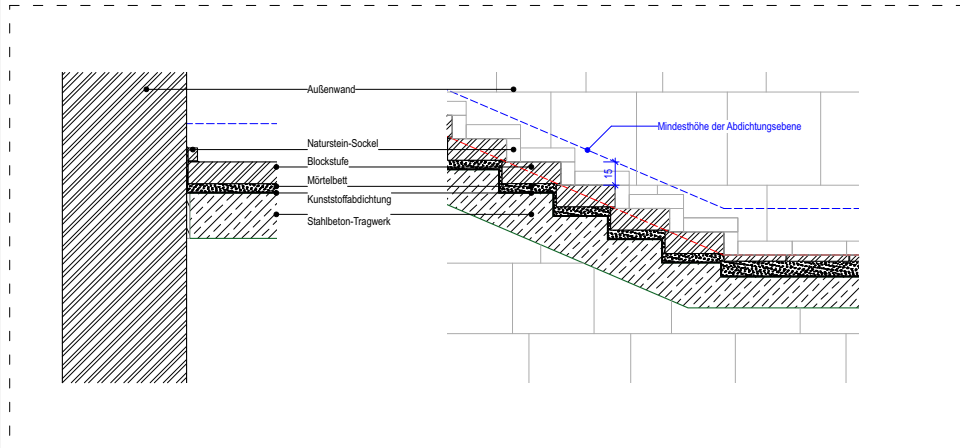 Außenwand
Mindesthöhe der Abdichtungsebene
Naturstein-Sockel
Blockstufe
15
Mörtelbett
Kunststoffabdichtung
Stahlbeton-Tragwerk